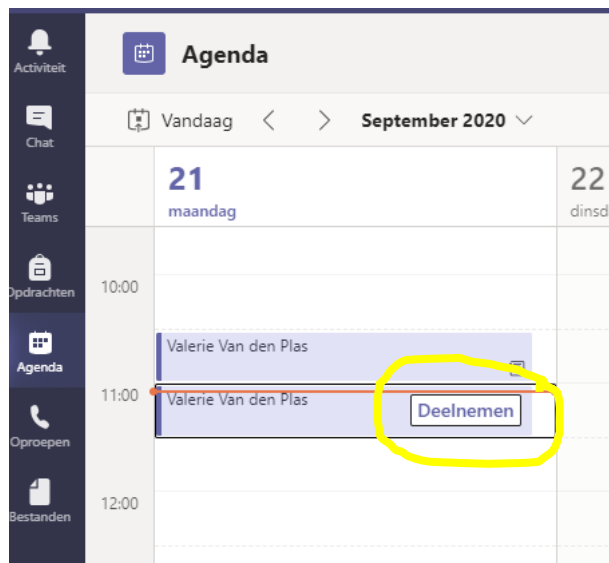 Activiteit
Chat
Teams
Opdrachten
Agenda
Oproepen
Bestanden
Agenda
Vandaag
September 2020
21
maandag
22
dinsd
10:00
Valerie Van den Plas
11:00
Valerie Van den Plas
Deelnemen
12:00